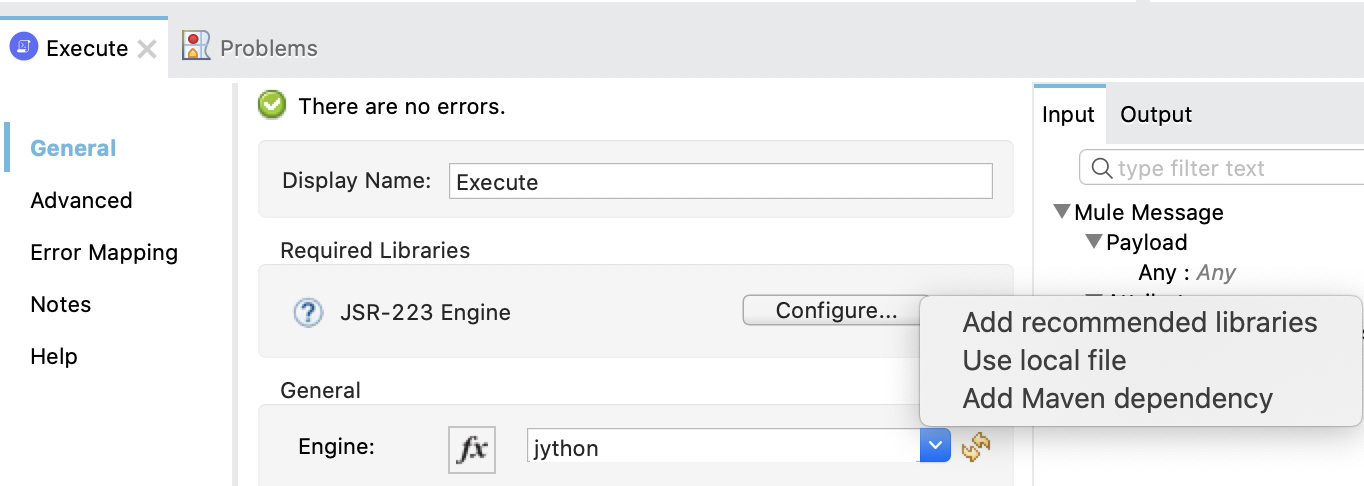 Execute
Problems
There are no errors.
General
Advanced
Error Mapping
Notes
Help
Display Name:
Execute
Required Libraries
JSR-223 Engine
Configure...
Add recommended libraries
Use local file
Add Maven dependency
General
Engine:
fx
jython
Input
Output
type filter text
Mule Message
Payload
Any : Any